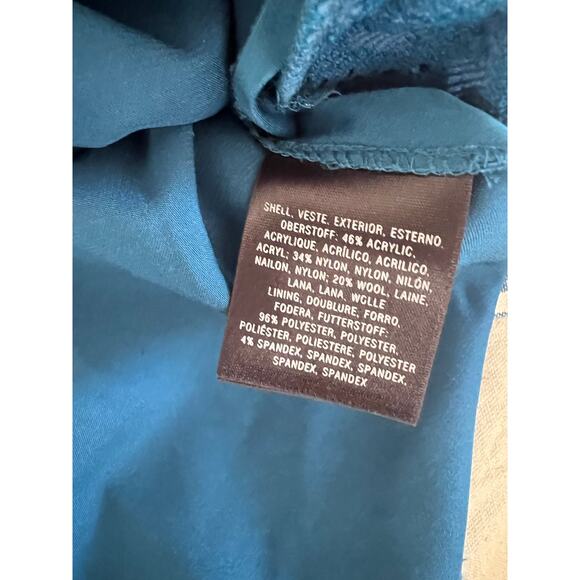 SHELL, VESTE, EXTERIOR, ESTERNO,
OBERSTOFF: 46% ACRYLIC,
ACRYLIQUE, ACRÍLICO, ACRILICO,
ACRYL; 34% NYLON, NYLON, NILÓN,
NAILON, NYLON; 20% WOOL, LAINE,
LANA, LANA, WOLLE
LINING, DOUBLURE, FORRO,
FODERA, FUTTERSTOFF:
96% POLYESTER, POLYESTER,
POLIÉSTER, POLIESTERE, POLYESTER
4% SPANDEX, SPANDEX, SPANDEX,
SPANDEX, SPANDEX